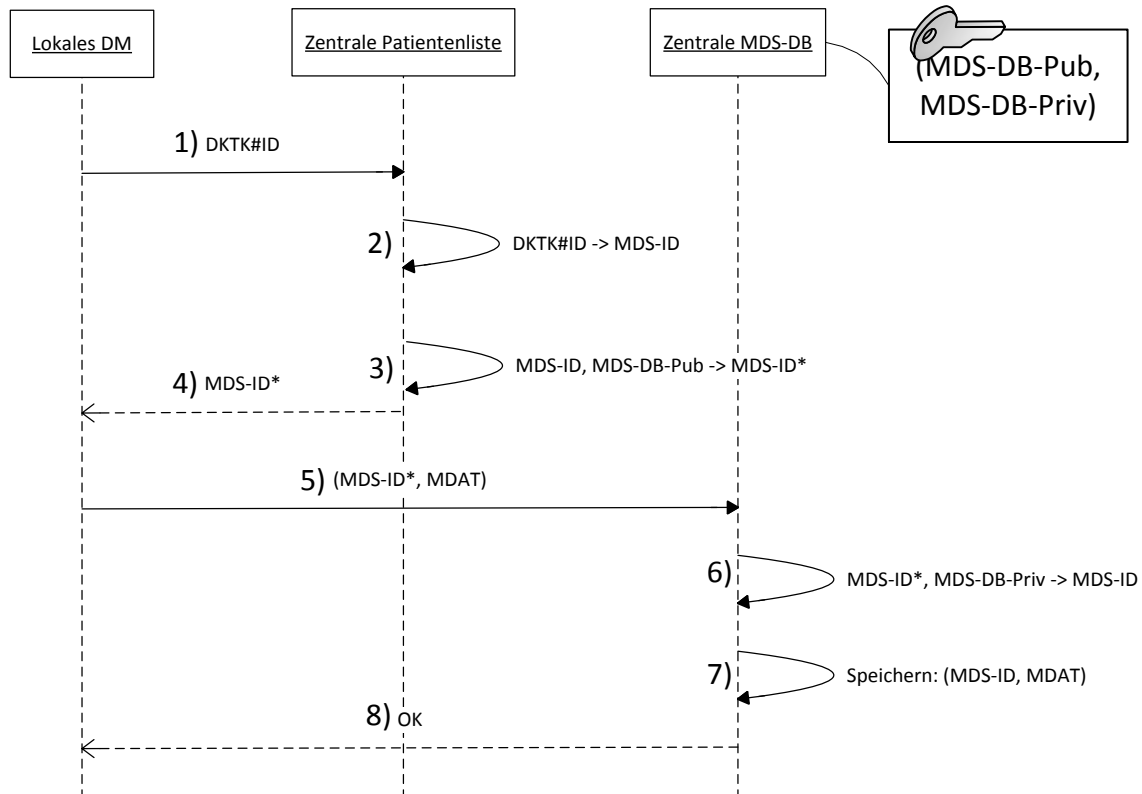 Lokales DM
Zentrale Patientenliste
Zentrale MDS-DB
(MDS-DB-Pub,
MDS-DB-Priv)
1) DKTK#ID
2) DKTK#ID -> MDS-ID
3) MDS-ID, MDS-DB-Pub -> MDS-ID*
4) MDS-ID*
5) (MDS-ID*, MDAT)
6) MDS-ID*, MDS-DB-Priv -> MDS-ID
7) Speichern: (MDS-ID, MDAT)
8) OK